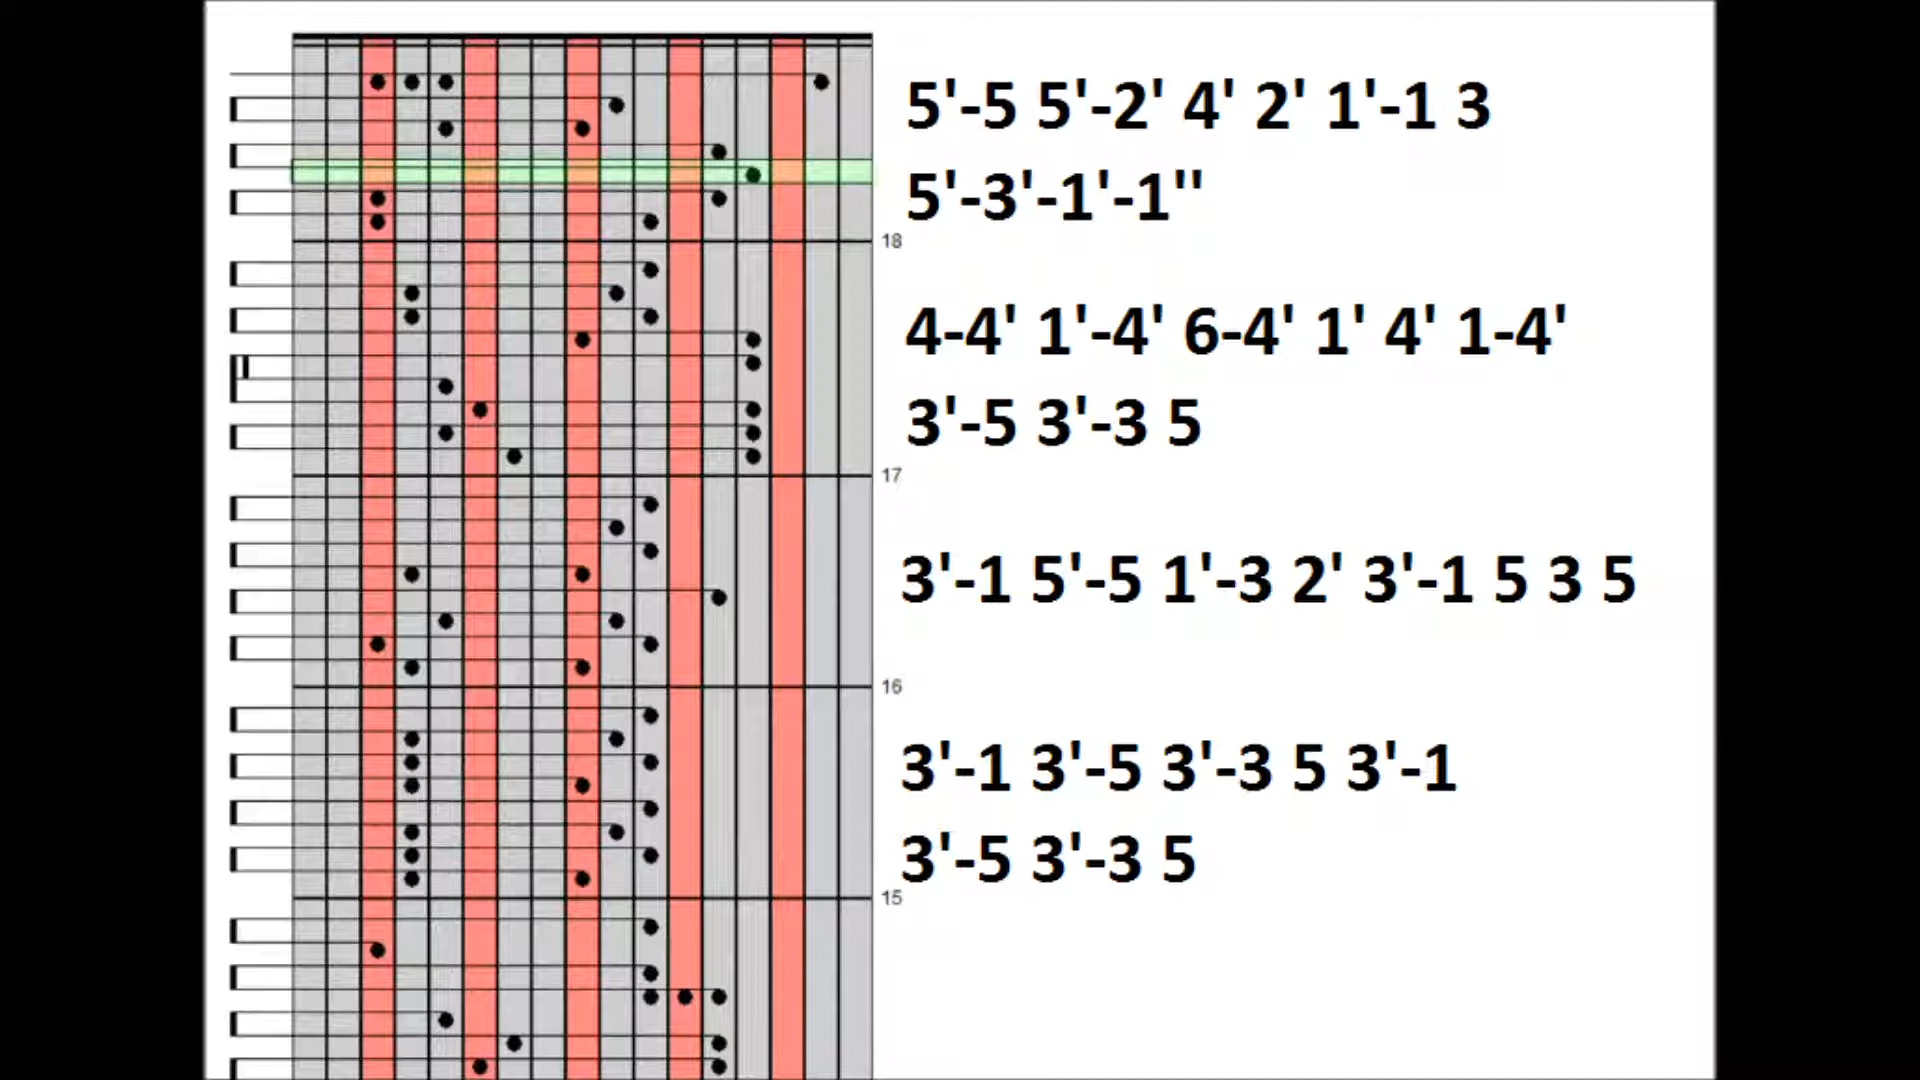 5'-5 5'-2' 4' 2' 1'-1 3
5'-3'-1'-1''
18
4-4' 1'-4' 6-4' 1' 4' 1-4'
3'-5 3'-3 5
17
3'-1 5'-5 1'-3 2' 3'-1 5 3 5
16
3'-1 3'-5 3'-3 5 3'-1
3'-5 3'-3 5
15